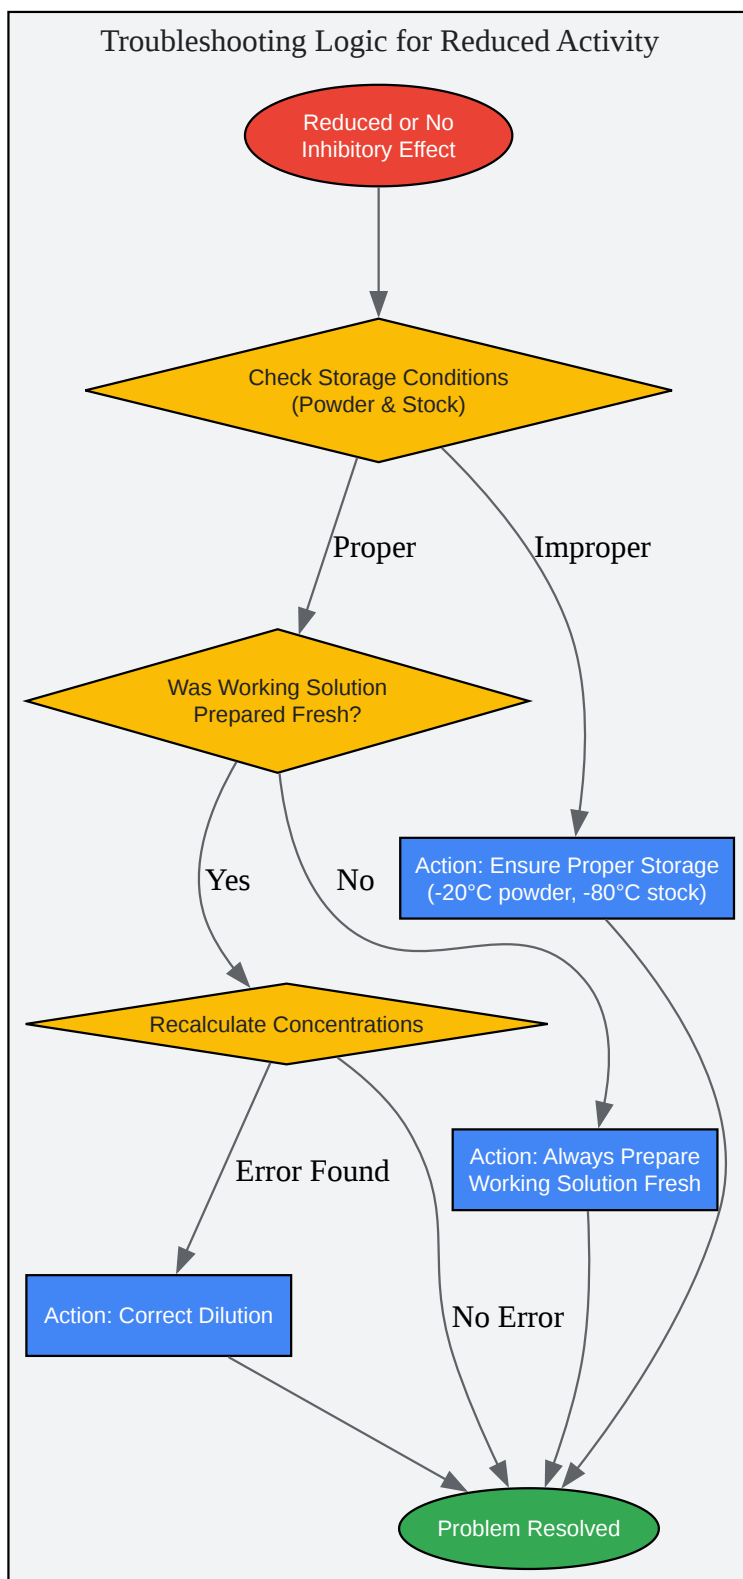 Troubleshooting Logic for Reduced Activity
Reduced or No
Inhibitory Effect
Check Storage Conditions
(Powder & Stock)
Proper
Improper
Was Working Solution
Prepared Fresh?
Action: Ensure Proper Storage
(-20°C powder, -80°C stock)
Yes
No
Recalculate Concentrations
Action: Always Prepare
Working Solution Fresh
Error Found
Action: Correct Dilution
No Error
Problem Resolved